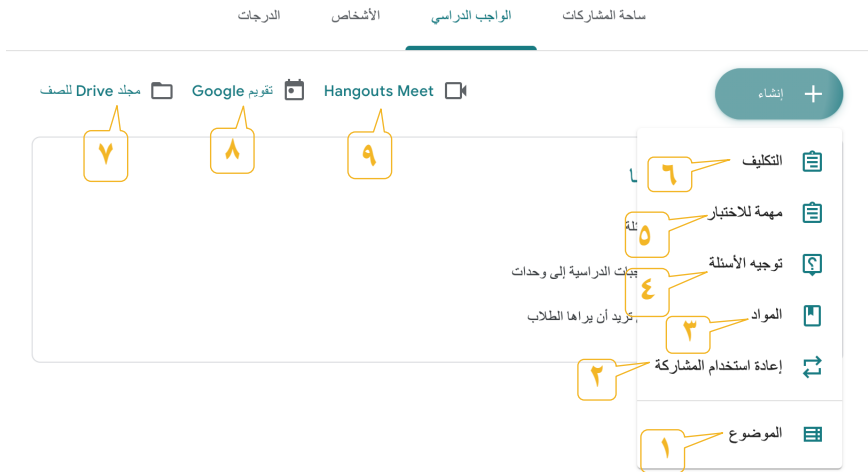 ساحة المشاركات
الواجب الدراسي
الأشخاص
الدرجات
إنشاء
Hangouts Meet
تقويم Google
مجلد Drive للصف
٩
٨
٧
التكليف
٦
مهمة للاختبار
٥
توجيه الأسئلة
٤
المواد
٣
إعادة استخدام المشاركة
٢
الموضوع
١
الدراسية إلى وحدات
تريد أن يراها الطلاب